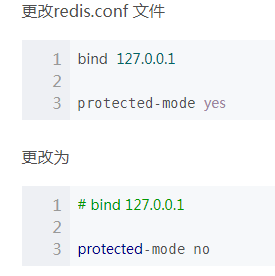 更改redis.conf 文件
1 bind 127.0.0.1
2
3 protected-mode yes
更改为
1 # bind 127.0.0.1
2
3 protected-mode no